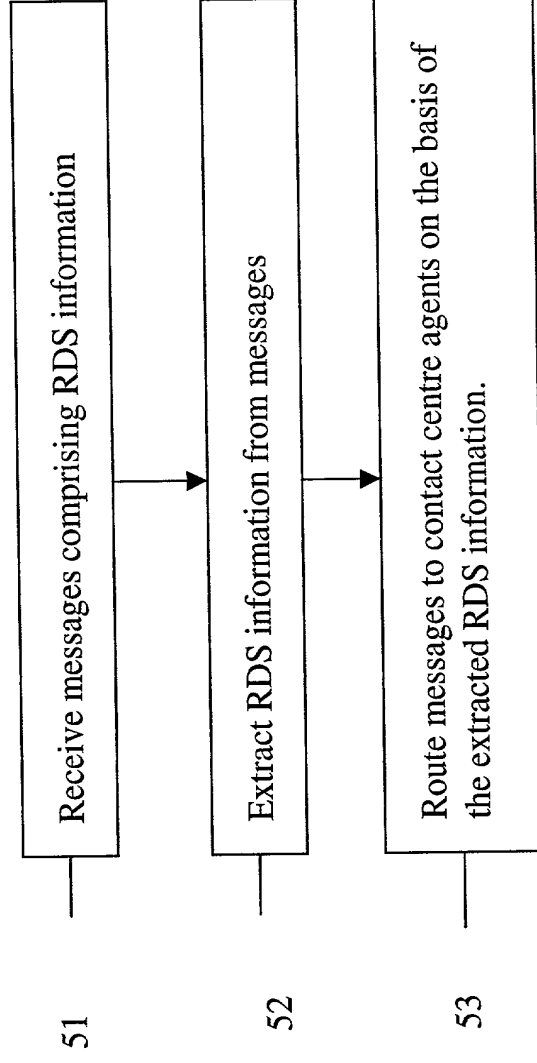 51
Receive messages comprising RDS information
52
Extract RDS information from messages
53
Route messages to contact centre agents on the basis of
the extracted RDS information.